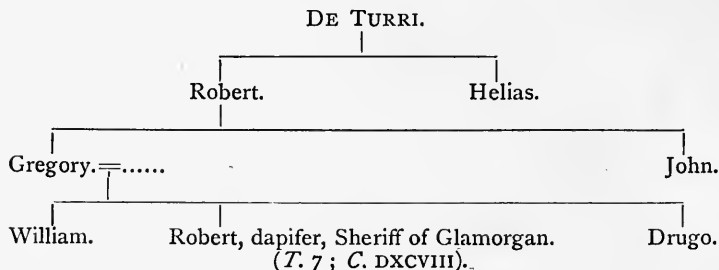 DE TURRI.
Robert. Helias.
Gregory.=...... John.
William. Robert, dapifer, Sheriff of Glamorgan. Drugo.
(T. 7; C. DXCVIII).